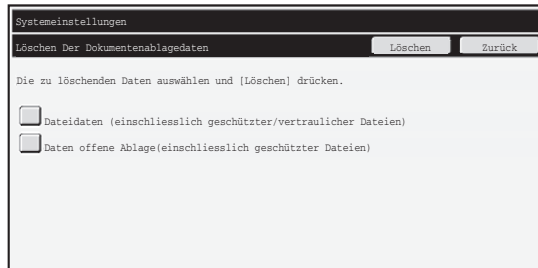 Systemeinstellungen
Löschen Der Dokumentenablagedaten Löschen Zurück
Die zu löschenden Daten auswählen und [Löschen] drücken.
Dateidaten (einschliesslich geschützter/vertraulicher Dateien)
Daten offene Ablage(einschliesslich geschützter Dateien)